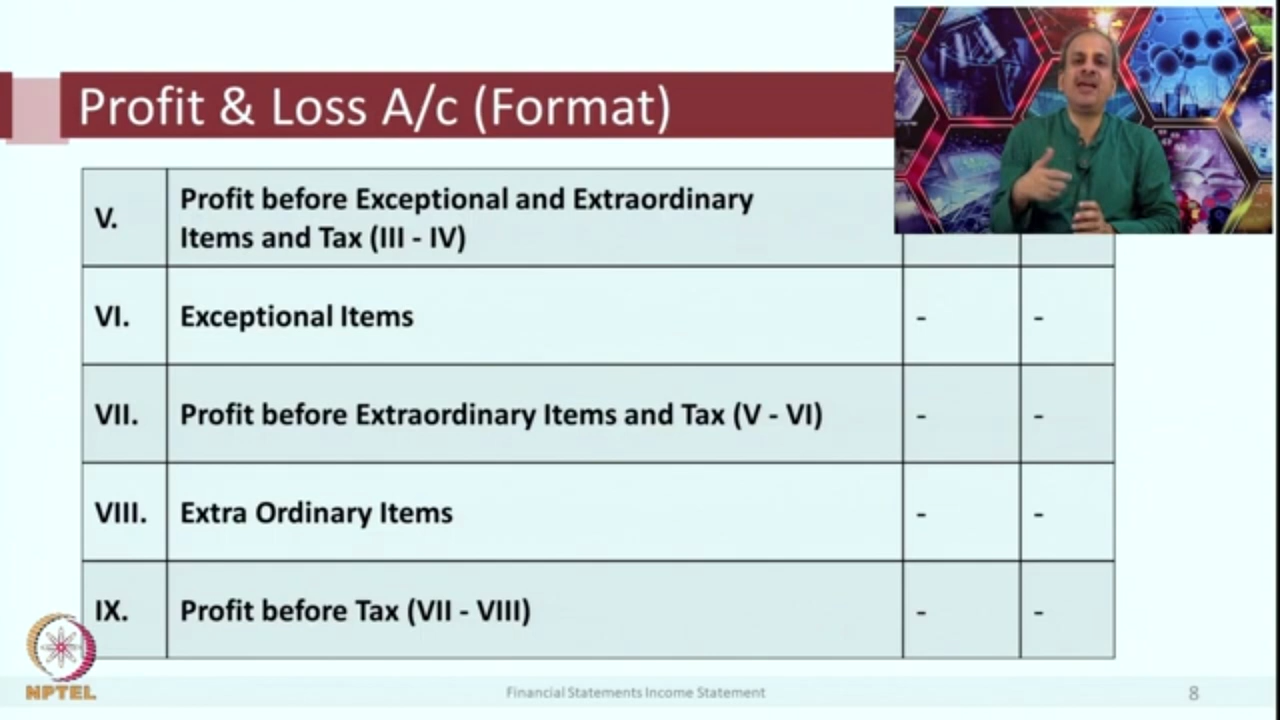 Profit & Loss A/c (Format)
V. Profit before Exceptional and Extraordinary
Items and Tax (III - IV)
VI. Exceptional Items - -
VII. Profit before Extraordinary Items and Tax (V - VI) - -
VIII. Extra Ordinary Items - -
IX. Profit before Tax (VII - VIII) - -
NPTEL
Financial Statements Income Statement 8